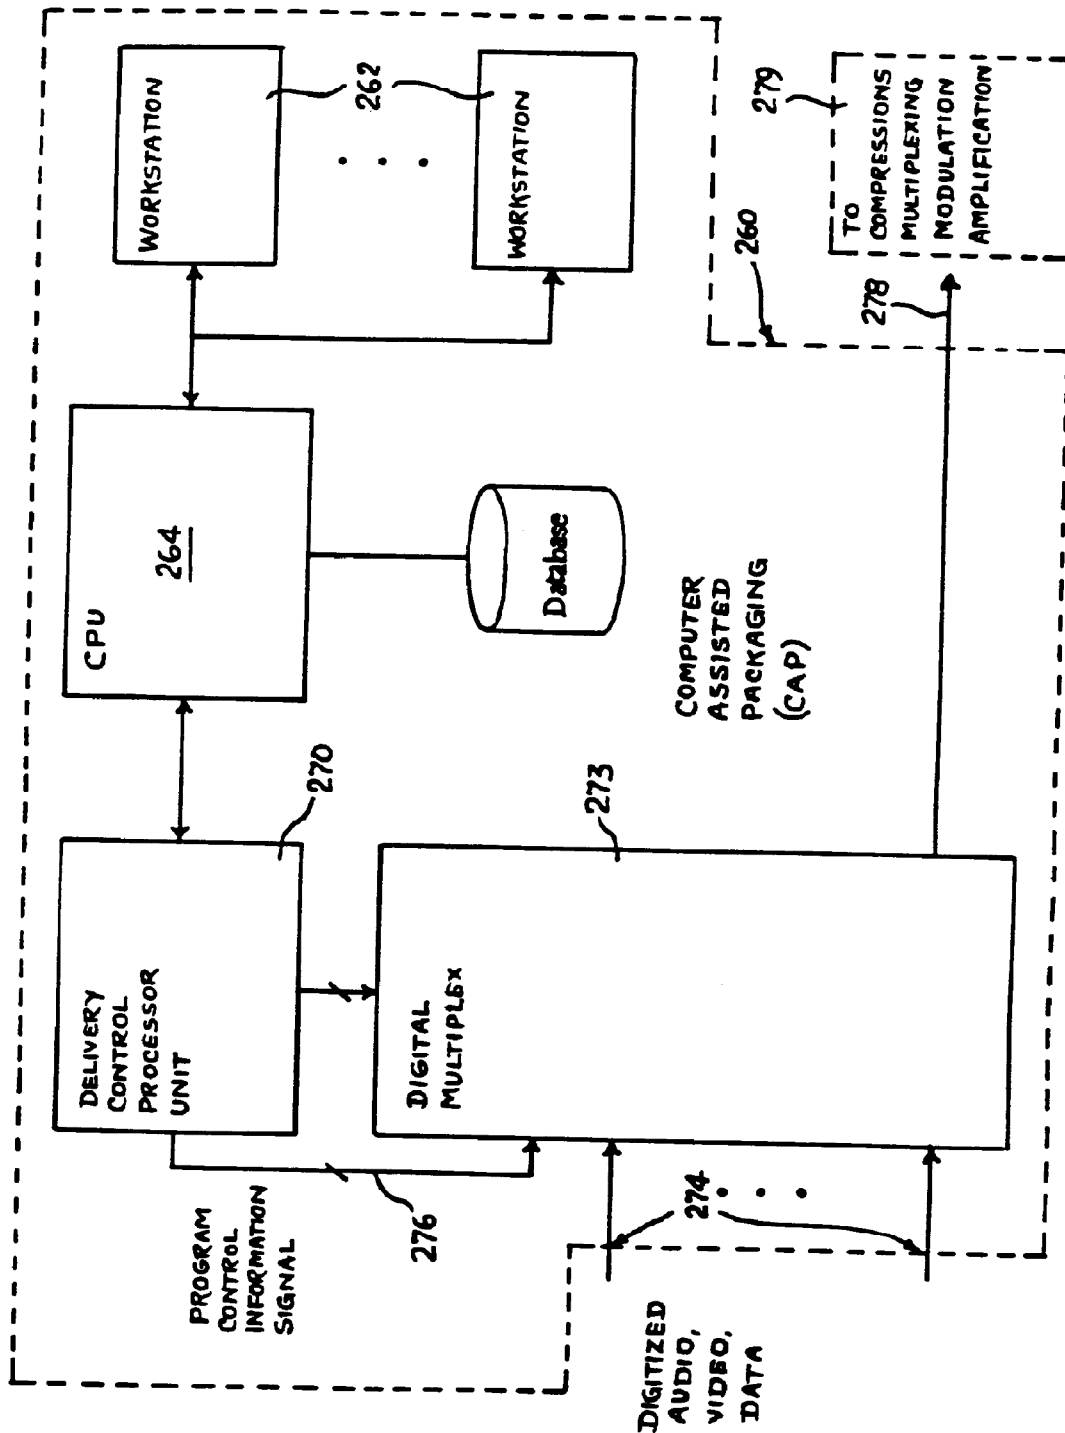 PROGRAM
CONTROL
INFORMATION
SIGNAL
276
DELIVERY
CONTROL
PROCESSOR
UNIT
270
CPU
264
WORKSTATION
262
WORKSTATION
Database
DIGITIZED
AUDIO,
VIDEO,
DATA
274
DIGITAL
MULTIPLEX
273
COMPUTER
ASSISTED
PACKAGING
(CAP)
260
278
279
TO
COMPRESSIONS
MULTIPLEXING
MODULATION
AMPLIFICATION